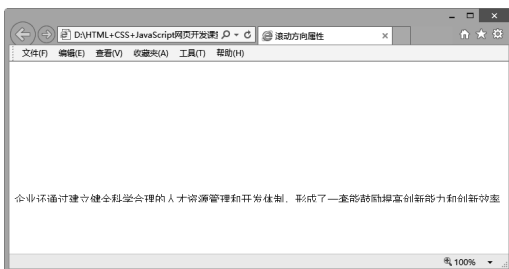 D:\HTML+CSS+JavaScript网页开发课
滚动方向属性
文件(F) 编辑(E) 查看(V) 收藏夹(A) 工具(T) 帮助(H)
企业还通过建立健全科学合理的人才资源管理和开发体制，形成了一套能鼓励提高创新能力和创新效率
100%